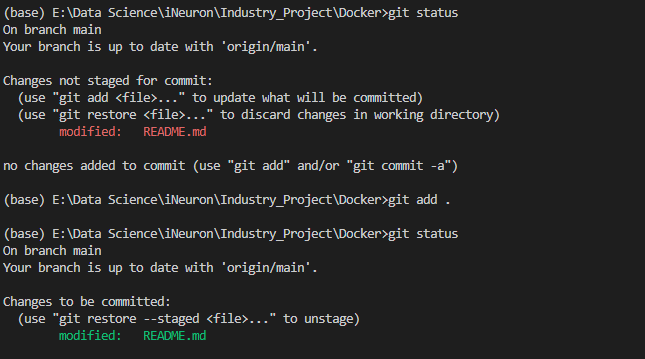 (base) E:\Data Science\iNeuron\Industry_Project\Docker>git status
On branch main
Your branch is up to date with 'origin/main'.
Changes not staged for commit:
  (use "git add <file>..." to update what will be committed)
  (use "git restore <file>..." to discard changes in working directory)
        modified:   README.md
no changes added to commit (use "git add" and/or "git commit -a")
(base) E:\Data Science\iNeuron\Industry_Project\Docker>git add .
(base) E:\Data Science\iNeuron\Industry_Project\Docker>git status
On branch main
Your branch is up to date with 'origin/main'.
Changes to be committed:
  (use "git restore --staged <file>..." to unstage)
        modified:   README.md